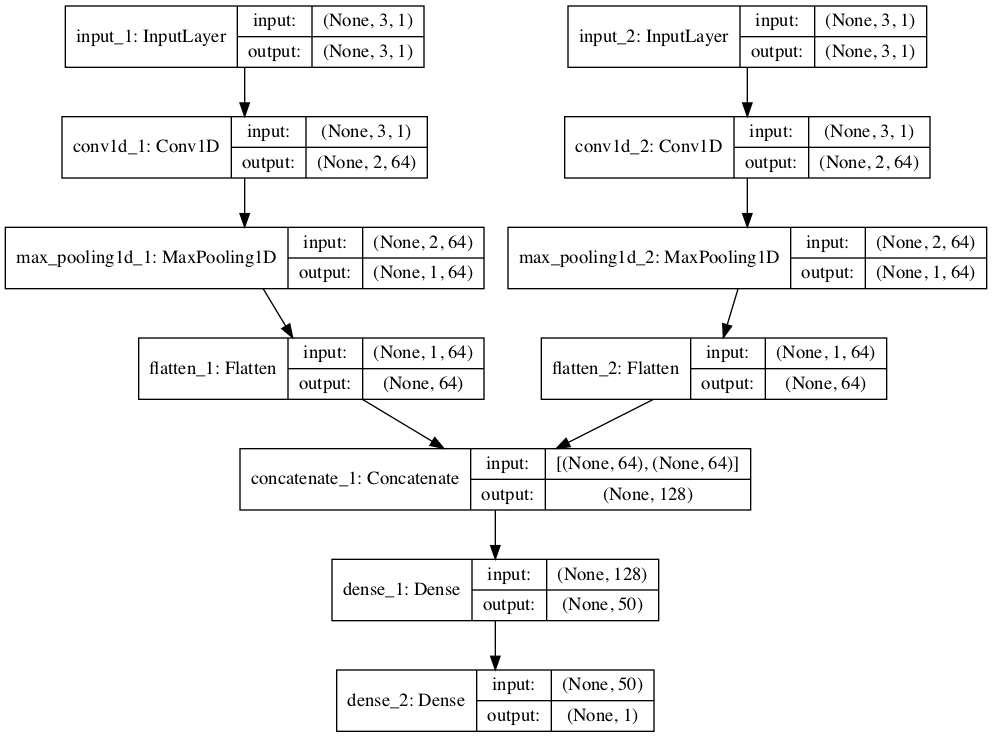 input_1: InputLayer input: (None, 3, 1)
output: (None, 3, 1)
input_2: InputLayer input: (None, 3, 1)
output: (None, 3, 1)
conv1d_1: Conv1D input: (None, 3, 1)
output: (None, 2, 64)
conv1d_2: Conv1D input: (None, 3, 1)
output: (None, 2, 64)
max_pooling1d_1: MaxPooling1D input: (None, 2, 64)
output: (None, 1, 64)
max_pooling1d_2: MaxPooling1D input: (None, 2, 64)
output: (None, 1, 64)
flatten_1: Flatten input: (None, 1, 64)
output: (None, 64)
flatten_2: Flatten input: (None, 1, 64)
output: (None, 64)
concatenate_1: Concatenate input: [(None, 64), (None, 64)]
output: (None, 128)
dense_1: Dense input: (None, 128)
output: (None, 50)
dense_2: Dense input: (None, 50)
output: (None, 1)